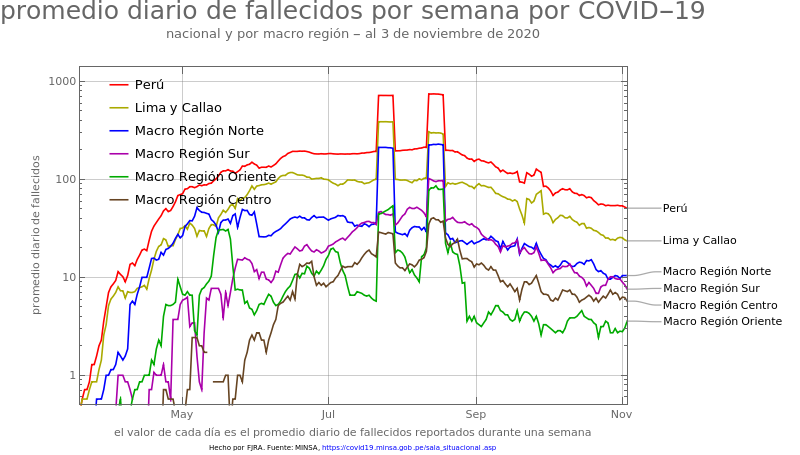 promedio diario de fallecidos por semana por COVID−19
nacional y por macro región − al 3 de noviembre de 2020
promedio diario de fallecidos
1000
100
10
1
Perú
Lima y Callao
Macro Región Norte
Macro Región Sur
Macro Región Oriente
Macro Región Centro
Perú
Lima y Callao
Macro Región Norte
Macro Región Sur
Macro Región Centro
Macro Región Oriente
May
Jul
Sep
Nov
el valor de cada día es el promedio diario de fallecidos reportados durante una semana
Hecho por FJRA. Fuente: MINSA, https://covid19.minsa.gob.pe/sala_situacional.asp